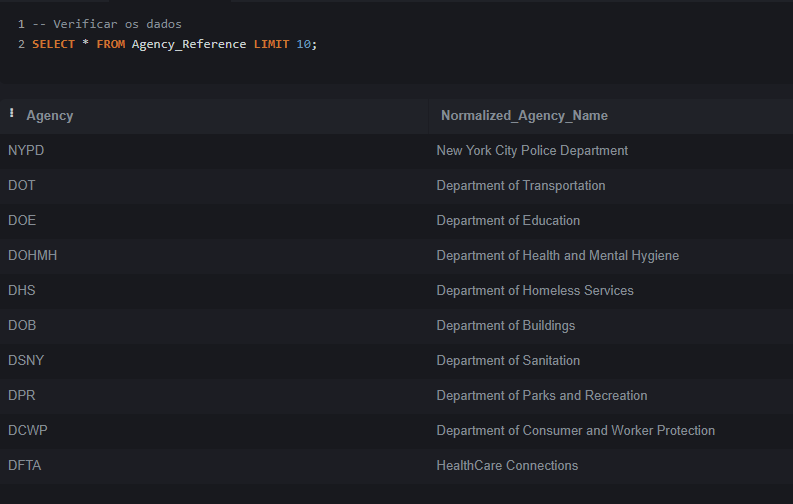 1 -- Verificar os dados
2 SELECT * FROM Agency_Reference LIMIT 10;
Agency Normalized_Agency_Name
NYPD New York City Police Department
DOT Department of Transportation
DOE Department of Education
DOHMH Department of Health and Mental Hygiene
DHS Department of Homeless Services
DOB Department of Buildings
DSNY Department of Sanitation
DPR Department of Parks and Recreation
DCWP Department of Consumer and Worker Protection
DFTA HealthCare Connections